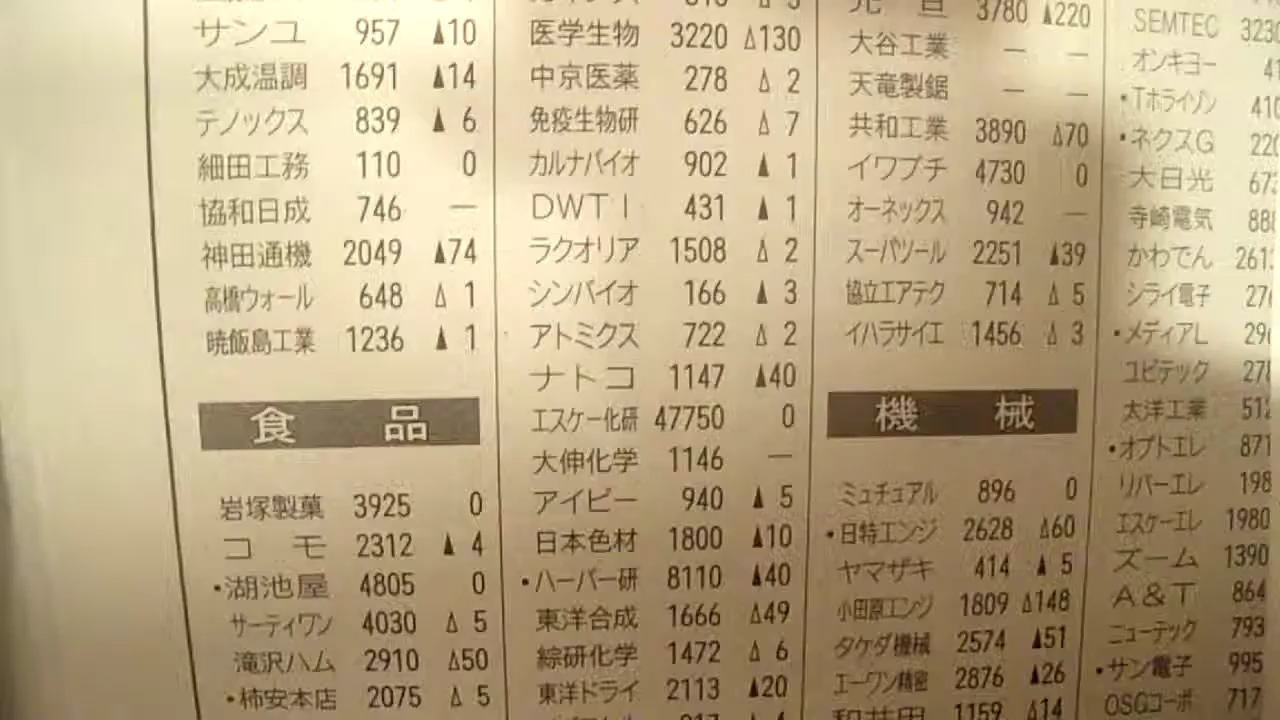 サンユ 957 ▲10
大成温調 1691 ▲14
テノックス 839 ▲ 6
細田工務 110 0
協和日成 746 —
神田通機 2049 ▲74
高橋ウォール 648 △ 1
暁飯島工業 1236 ▲ 1
食品
岩塚製菓 3925 0
コモ 2312 ▲ 4
・湖池屋 4805 0
サーティワン 4030 △ 5
滝沢ハム 2910 △50
・柿安本店 2075 △ 5
医学生物 3220 △130
中京医薬 278 △ 2
免疫生物研 626 △ 7
カルナバイオ 902 ▲ 1
DWTI 431 ▲ 1
ラクオリア 1508 △ 2
シンバイオ 166 ▲ 3
アトミクス 722 △ 2
ナトコ 1147 ▲40
エスケー化研 47750 0
大伸化学 1146 —
アイビー 940 ▲ 5
日本色材 1800 ▲10
・ハーバー研 8110 ▲40
東洋合成 1666 △49
綜研化学 1472 △ 6
東洋ドライ 2113 ▲20
元旦 3780 ▲220
大谷工業 — —
天竜製鋸 — —
共和工業 3890 △70
イワブチ 4730 0
オーネックス 942 —
スーパツール 2251 ▲39
協立エアテク 714 △ 5
イハラサイエ 1456 △ 3
機械
ミュチュアル 896 0
・日特エンジ 2628 △60
ヤマザキ 414 ▲ 5
小田原エンジ 1809 △148
タケダ機械 2574 ▲51
エーワン精密 2876 ▲26
和井田 1159 △14
SEMTEC 3230
オンキヨー
・Tホライゾン
・ネクスG
大日光
寺崎電気
かわでん
シライ電子
・メディアL
ユビテック
太洋工業 512
・オプトエレ 871
リバーエレ 198
エスケーエレ 1980
ズーム 1390
A&T 864
ニューテック 793
・サン電子 995
OSGコーポ 717